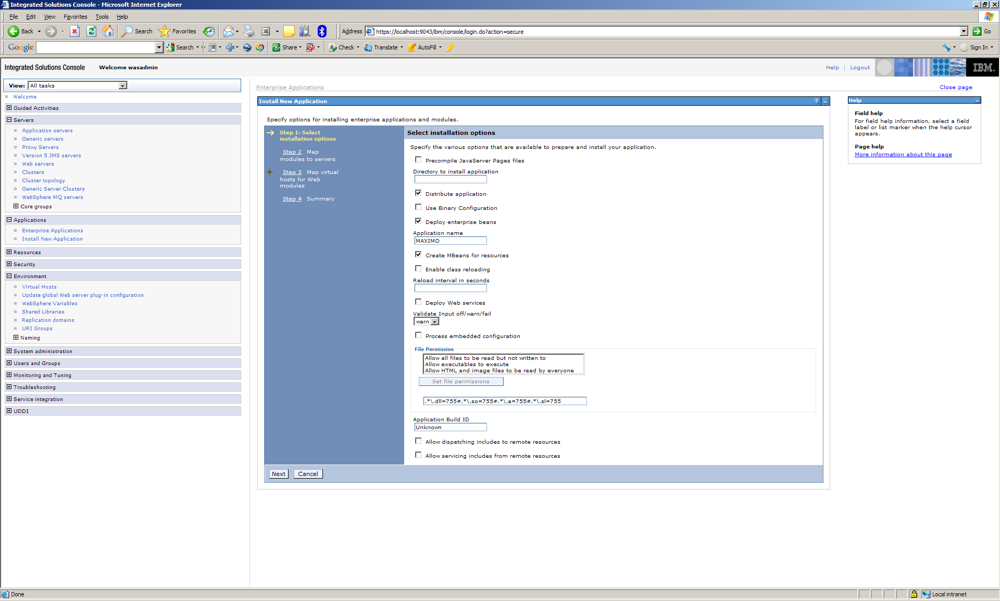 Integrated Solutions Console - Microsoft Internet Explorer
File Edit View Favorites Tools Help
Back Search Favorites Address https://localhost:9043/ibm/console/login.do?action=secure Go
Google Search Share Check Translate AutoFill Sign In
Integrated Solutions Console Welcome wasadmin Help | Logout IBM.
View: All tasks
Welcome
Guided Activities
Servers
Application servers
Generic servers
Proxy Servers
Version 5 JMS servers
Web servers
Clusters
Cluster topology
Generic Server Clusters
WebSphere MQ servers
Core groups
Applications
Enterprise Applications
Install New Application
Resources
Security
Environment
Virtual Hosts
Update global Web server plug-in configuration
WebSphere Variables
Shared Libraries
Replication domains
URI Groups
Naming
System administration
Users and Groups
Monitoring and Tuning
Troubleshooting
Service integration
UDDI
Enterprise Applications Close page
Install New Application ?
Specify options for installing enterprise applications and modules.
Step 1: Select
installation options
Step 2 Map
modules to servers
Step 3 Map virtual
hosts for Web
modules
Step 4 Summary
Select installation options
Specify the various options that are available to prepare and install your application.
Precompile JavaServer Pages files
Directory to install application
Distribute application
Use Binary Configuration
Deploy enterprise beans
Application name
MAXIMO
Create MBeans for resources
Enable class reloading
Reload interval in seconds
Deploy Web services
Validate Input off/warn/fail
warn
Process embedded configuration
File Permission
Allow all files to be read but not written to
Allow executables to execute
Allow HTML and image files to be read by everyone
Set file permissions
.*\.dll=755#.*\.so=755#.*\.a=755#.*\.sl=755
Application Build ID
Unknown
Allow dispatching includes to remote resources
Allow servicing includes from remote resources
Next Cancel
Help
Field help
For field help information, select a field
label or list marker when the help cursor
appears.
Page help
More information about this page
Done Local intranet